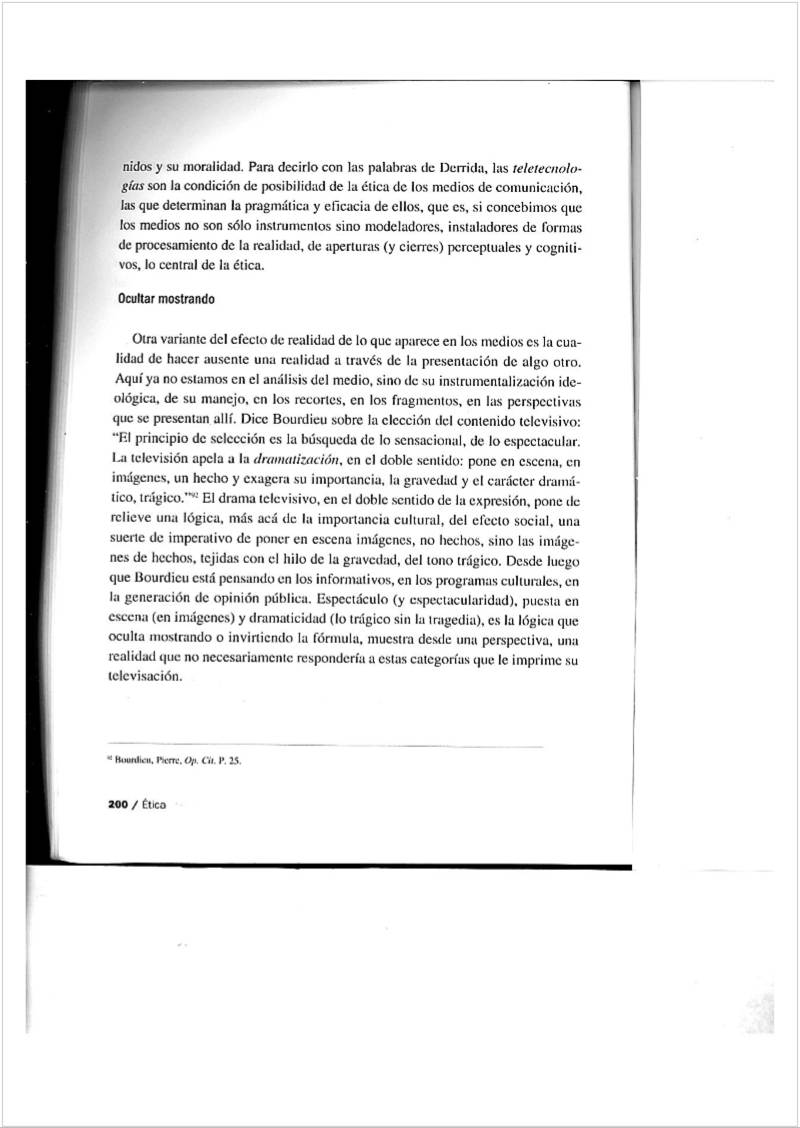 nidos y su moralidad. Para decirlo con las palabras de Derrida, las teletecnolo-
gías son la condición de posibilidad de la ética de los medios de comunicación,
las que determinan la pragmática y eficacia de ellos, que es, si concebimos que
los medios no son sólo instrumentos sino modeladores, instaladores de formas
de procesamiento de la realidad, de aperturas (y cierres) perceptuales y cogniti-
vos, lo central de la ética.
Ocultar mostrando
Otra variante del efecto de realidad de lo que aparece en los medios es la cua-
lidad de hacer ausente una realidad a través de la presentación de algo otro.
Aquí ya no estamos en el análisis del medio, sino de su instrumentalización ide-
ológica, de su manejo, en los recortes, en los fragmentos, en las perspectivas
que se presentan allí. Dice Bourdieu sobre la elección del contenido televisivo:
“El principio de selección es la búsqueda de lo sensacional, de lo espectacular.
La televisión apela a la dramatización, en el doble sentido: pone en escena, en
imágenes, un hecho y exagera su importancia, la gravedad y el carácter dramá-
tico, trágico.”⁹² El drama televisivo, en el doble sentido de la expresión, pone de
relieve una lógica, más acá de la importancia cultural, del efecto social, una
suerte de imperativo de poner en escena imágenes, no hechos, sino las imáge-
nes de hechos, tejidas con el hilo de la gravedad, del tono trágico. Desde luego
que Bourdieu está pensando en los informativos, en los programas culturales, en
la generación de opinión pública. Espectáculo (y espectacularidad), puesta en
escena (en imágenes) y dramaticidad (lo trágico sin la tragedia), es la lógica que
oculta mostrando o invirtiendo la fórmula, muestra desde una perspectiva, una
realidad que no necesariamente respondería a estas categorías que le imprime su
televisación.
⁹² Bourdieu, Pierre, Op. Cit. P. 25.
200 / Ético